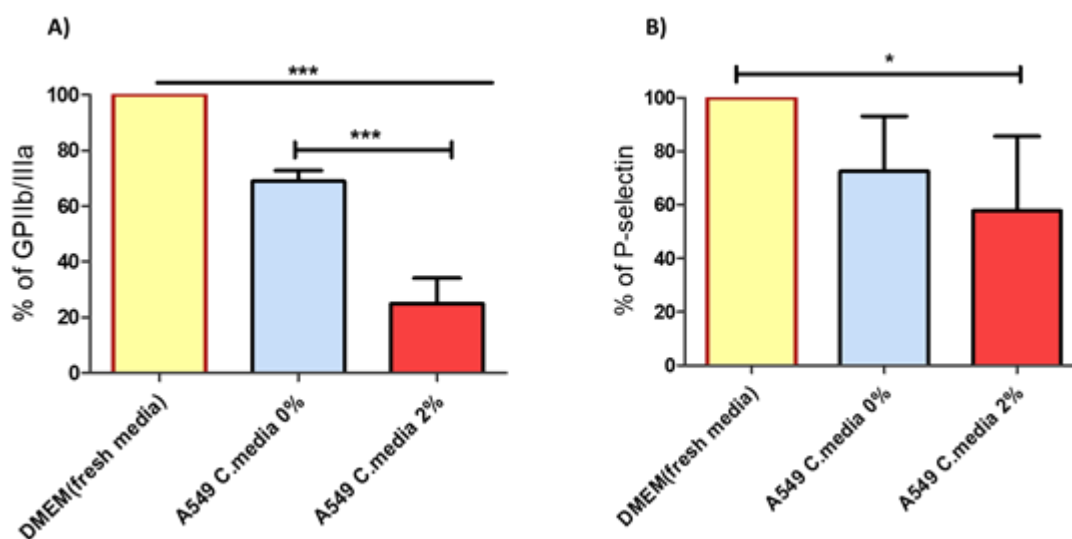 A)
***
***
% of GPIIb/IIIa
100
80
60
40
20
0
DMEM(fresh media)
A549 C.media 0%
A549 C.media 2%
B)
*
% of P-selectin
100
80
60
40
20
0
DMEM(fresh media)
A549 C.media 0%
A549 C.media 2%